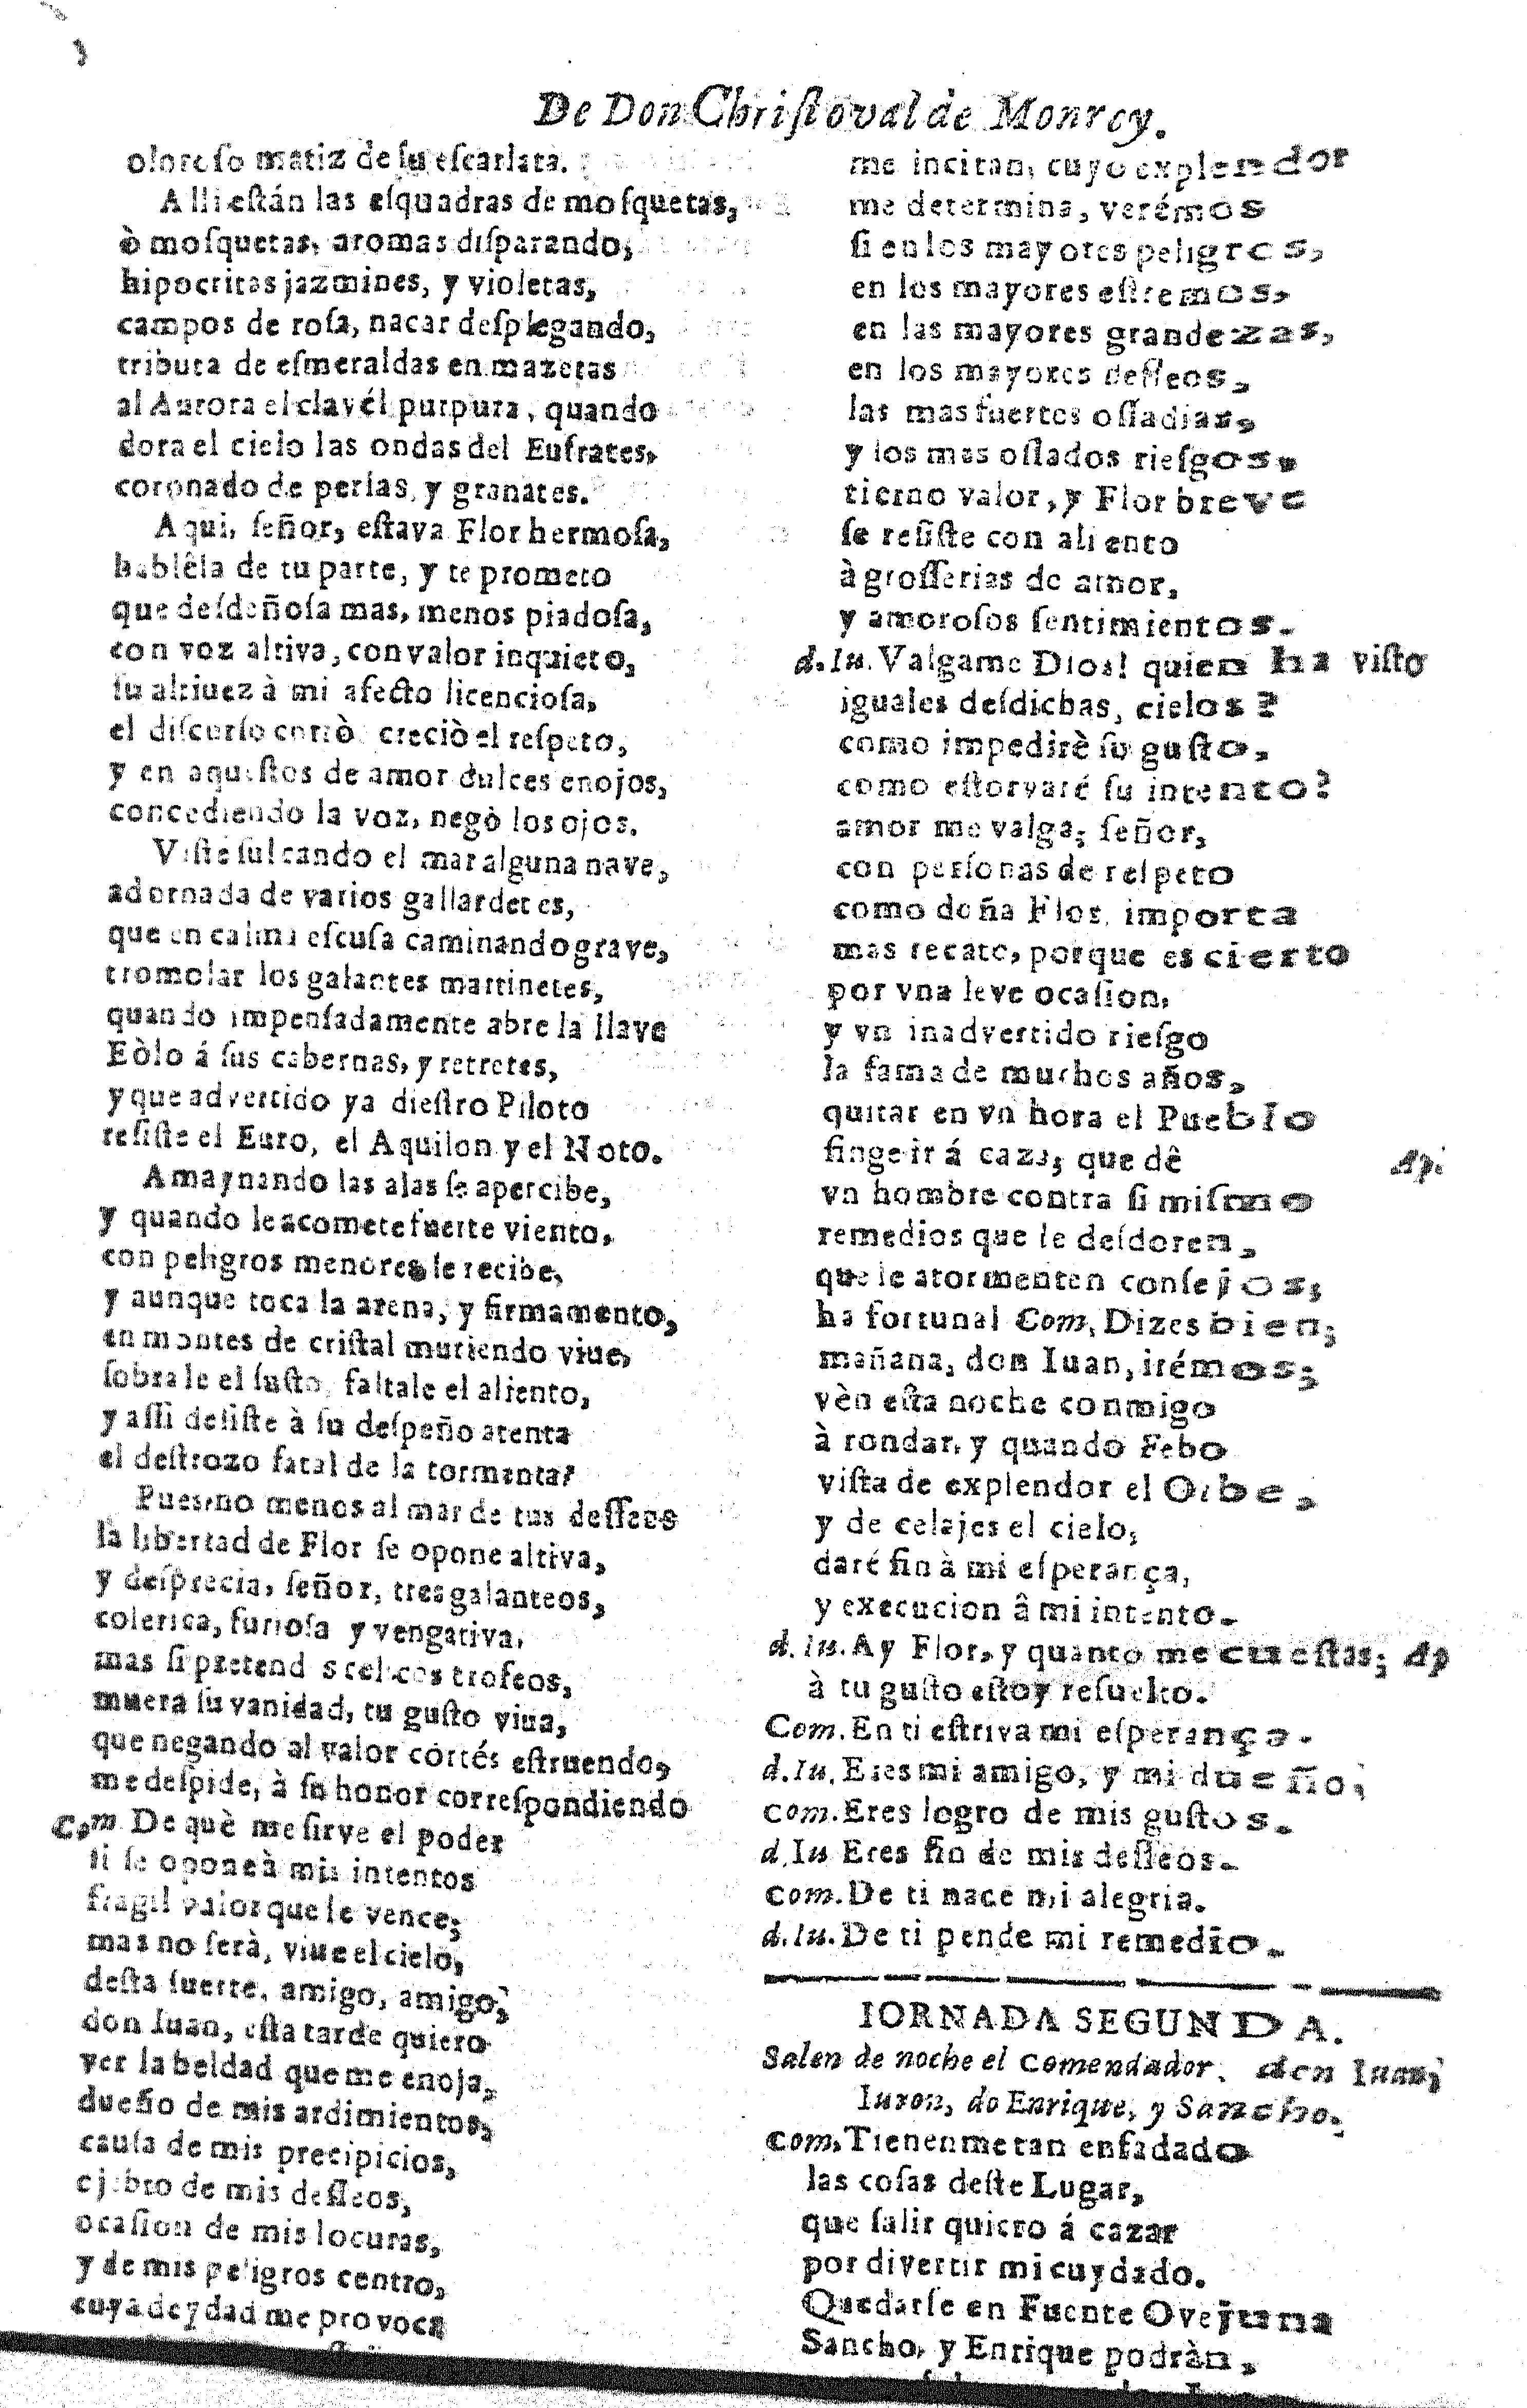 De Don Christoval de Monrey.
oloroso matiz de su escarlata.
Alli están las esquadras de mosquetas,
ò mosquetas, aromas disparando,
hipocritas jazmines, y violetas,
campos de rosa, nacar desplegando,
tributa de esmeraldas en mazetas
al Aurora el clavél purpura, quando
dora el cielo las ondas del Eufrates,
coronado de perlas, y granates.
Aqui, señor, estava Flor hermosa,
hablêla de tu parte, y te prometo
que desdeñosa mas, menos piadosa,
con voz altiva, con valor inquieto,
su altiuez à mi afecto licenciosa,
el discurso cortò, creciò el respeto,
y en aquestos de amor dulces enojos,
concediendo la voz, negò los ojos.
Viste sulcando el mar alguna nave,
adornada de varios gallardetes,
que en calma escusa caminando grave,
tromolar los galantes martinetes,
quando impensadamente abre la llave
Eòlo á sus cabernas, y retretes,
y que advertido ya diestro Piloto
resiste el Euro, el Aquilon y el Noto.
Amaynando las alas se apercibe,
y quando le acomete fuerte viento,
con peligros menores le recibe,
y aunque toca la arena, y firmamento,
en montes de cristal muriendo viue,
sobrale el susto, faltale el aliento,
y assi desiste à su despeño atenta
el destrozo fatal de la tormenta?
Pues no menos al mar de tus desseos
la libertad de Flor se opone altiva,
y desprecia, señor, tres galanteos,
colerica, furiosa y vengativa,
mas si pretend s trofeos,
muera su vanidad, tu gusto viua,
que negando al valor cortés estruendo,
me despide, à su honor correspondiendo
Com De què me sirve el poder
si se opone à mis intentos
fragil valor que le vence;
mas no serà, viue el cielo,
desta suerte, amigo, amigo,
don Iuan, esta tarde quiero
ver la beldad que me enoja,
dueño de mis ardimientos,
causa de mis precipicios,
de mis desseos,
ocasion de mis locuras,
y de mis peligros centro,
cuya deydad me provoca
me incitan, cuyo explendor
me determina, verémos
si en los mayores peligros,
en los mayores estremos,
en las mayores grandezas,
en los mayores desseos,
las mas fuertes ossadias,
y los mas ossados riesgos,
tierno valor, y Flor breve
se resiste con aliento
à grosserias de amor,
y amorosos sentimientos.
d.Iu. Valgame Dios! quien ha visto
iguales desdichas, cielos?
como impedirè su gusto,
como estorvaré su intento?
amor me valga; señor,
con personas de respeto
como doña Flor, importa
mas recato, porque es cierto
por vna leve ocasion,
y vn inadvertido riesgo
la fama de muchos años,
quitar en vn hora el Pueblo
finge ir á caza; que dê Ap.
vn hombre contra si mismo
remedios que le desdoren,
que le atormenten consejos;
ha fortuna! Com. Dizes bien;
mañana, don Iuan, irémos;
vèn esta noche conmigo
à rondar, y quando Febo
vista de explendor el Orbe,
y de celajes el cielo,
daré fin à mi esperança,
y execucion â mi intento.
d.Iu. Ay Flor, y quanto me cuestas; Ap
à tu gusto estoy resuelto.
Com. En ti estriva mi esperança.
d.Iu. Eres mi amigo, y mi dueño,
Com. Eres logro de mis gustos.
d.Iu Eres fin de mis desseos.
Com. De ti nace mi alegria.
d.Iu. De ti pende mi remedio.
IORNADA SEGUNDA.
Salen de noche el Comendador, don Iuan,
Iuron, do Enrique, y Sancho.
Com. Tienenme tan enfadado
las cosas deste Lugar,
que salir quiero á cazar
por divertir mi cuydado.
Quedarse en Fuente Ovejuna
Sancho, y Enrique podràn,